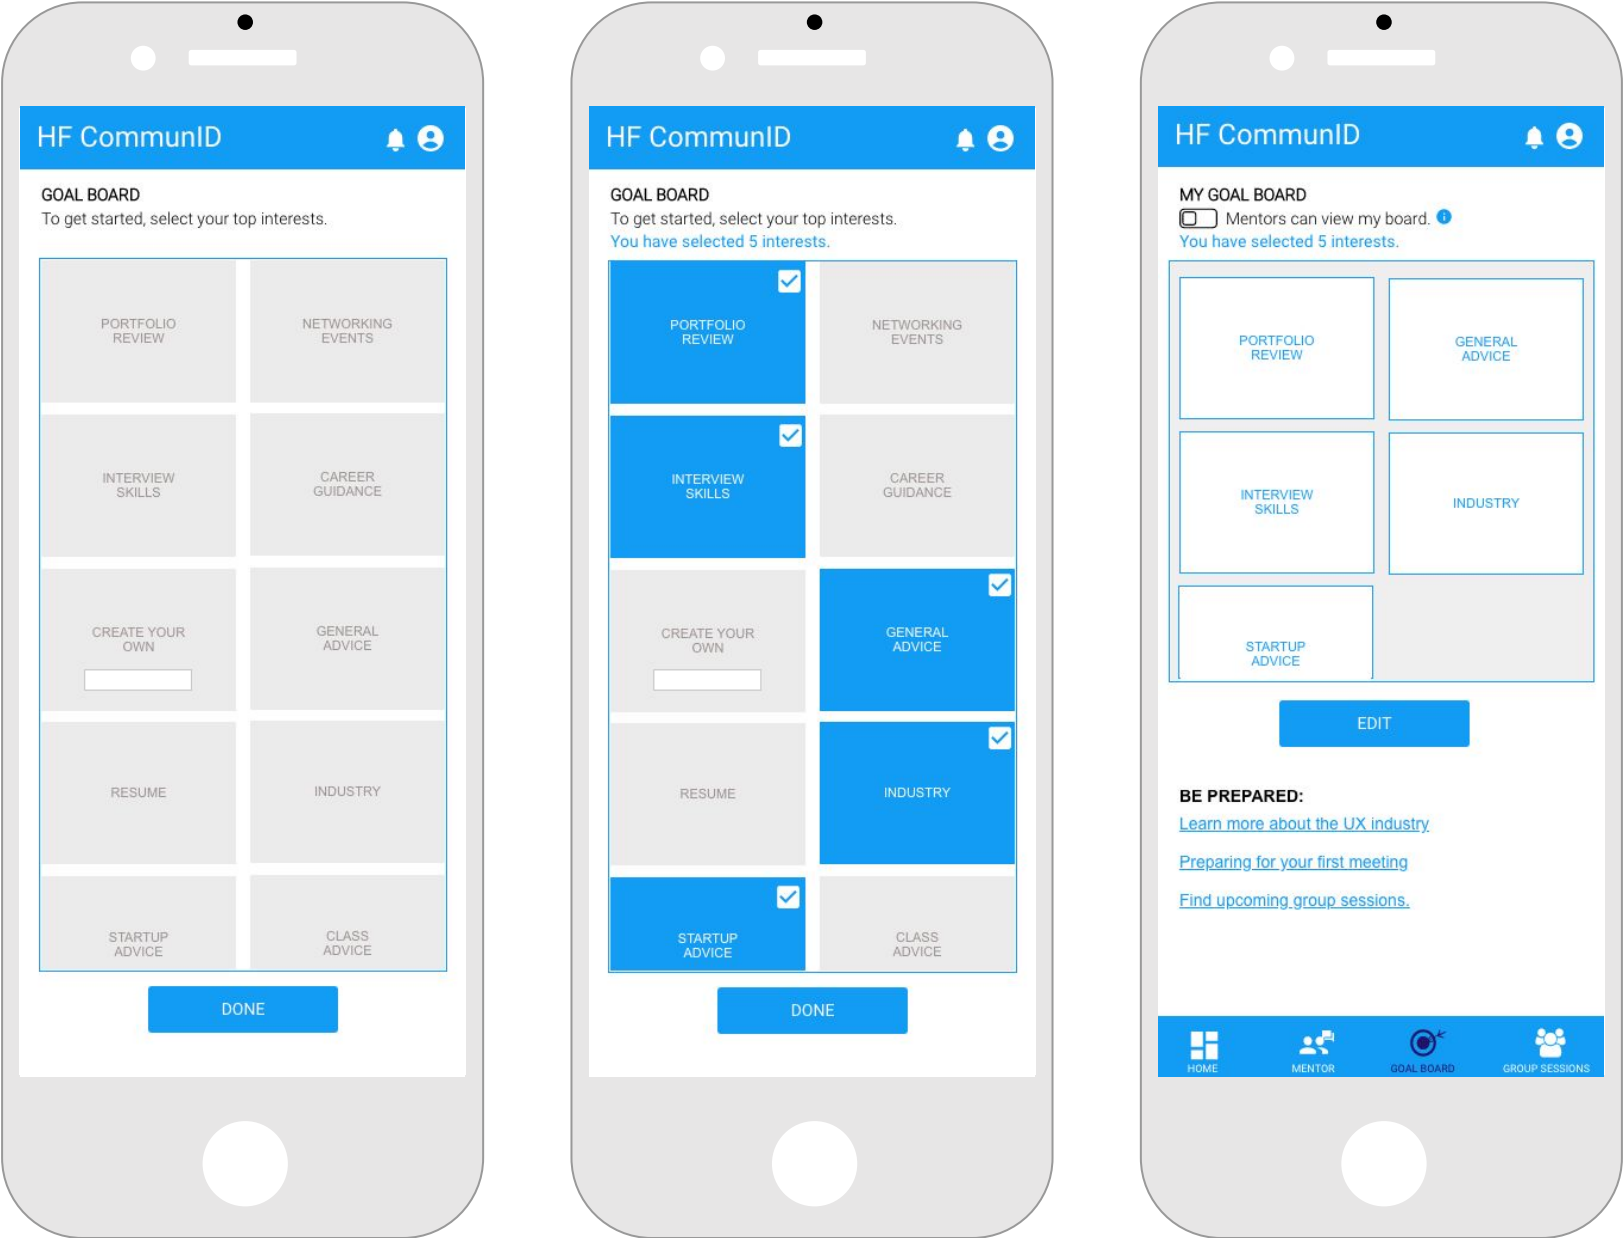 HF CommunID
GOAL BOARD
To get started, select your top interests.
PORTFOLIO
REVIEW
NETWORKING
EVENTS
INTERVIEW
SKILLS
CAREER
GUIDANCE
CREATE YOUR
OWN
GENERAL
ADVICE
RESUME
INDUSTRY
STARTUP
ADVICE
CLASS
ADVICE
DONE
HF CommunID
GOAL BOARD
To get started, select your top interests.
You have selected 5 interests.
PORTFOLIO
REVIEW
NETWORKING
EVENTS
INTERVIEW
SKILLS
CAREER
GUIDANCE
CREATE YOUR
OWN
GENERAL
ADVICE
RESUME
INDUSTRY
STARTUP
ADVICE
CLASS
ADVICE
DONE
HF CommunID
MY GOAL BOARD
Mentors can view my board.
You have selected 5 interests.
PORTFOLIO
REVIEW
GENERAL
ADVICE
INTERVIEW
SKILLS
INDUSTRY
STARTUP
ADVICE
EDIT
BE PREPARED:
Learn more about the UX industry
Preparing for your first meeting
Find upcoming group sessions.
HOME
MENTOR
GOAL BOARD
GROUP SESSIONS